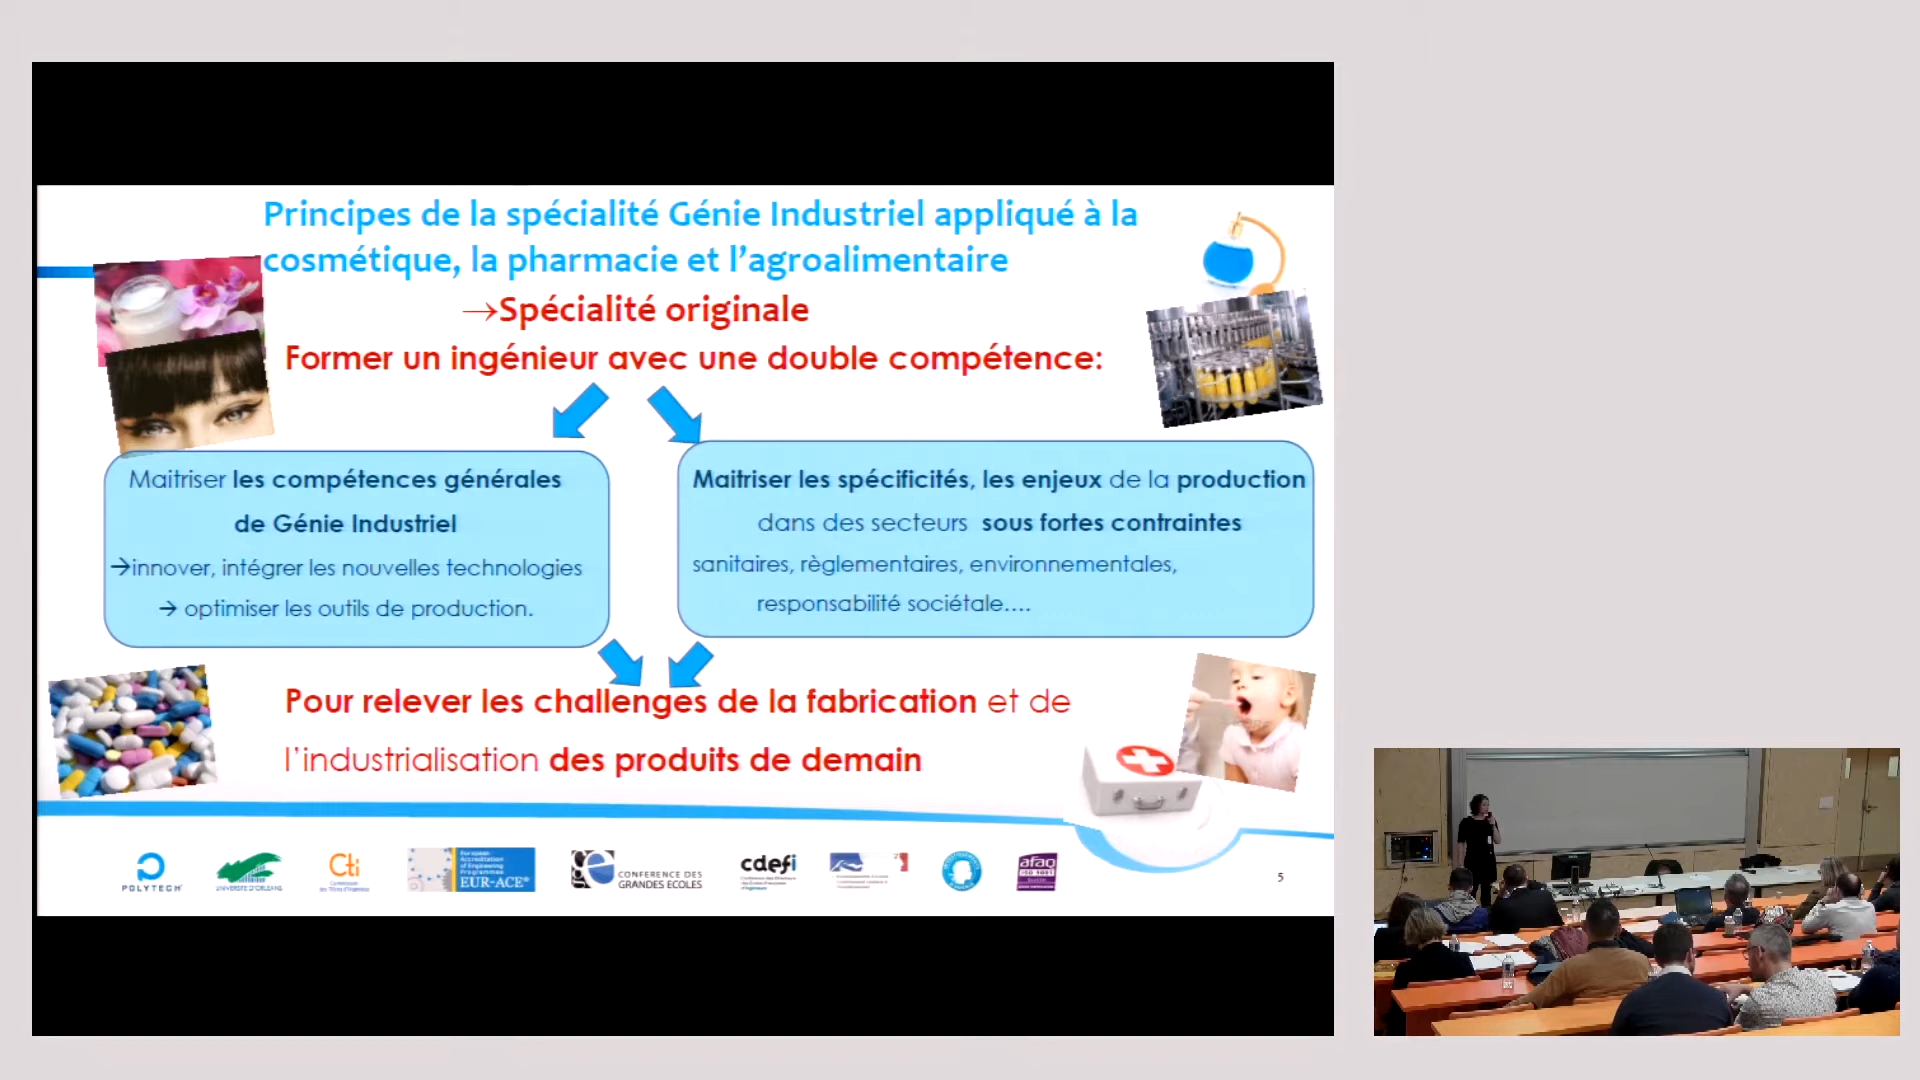 Principes de la spécialité Génie Industriel appliqué à la
cosmétique, la pharmacie et l’agroalimentaire
→Spécialité originale
Former un ingénieur avec une double compétence:
Maitriser les compétences générales
de Génie Industriel
→innover, intégrer les nouvelles technologies
→ optimiser les outils de production.
Maitriser les spécificités, les enjeux de la production
dans des secteurs sous fortes contraintes
sanitaires, règlementaires, environnementales,
responsabilité sociétale....
Pour relever les challenges de la fabrication et de
l’industrialisation des produits de demain
POLYTECH
UNIVERSITÉ D'ORLÉANS
Cti
Commission
des Titres d'Ingénieur
European
Accreditation
of Engineering
Programmes
EUR-ACE®
CONFERENCE DES
GRANDES ECOLES
cdefi
afaq
ISO 9001
5